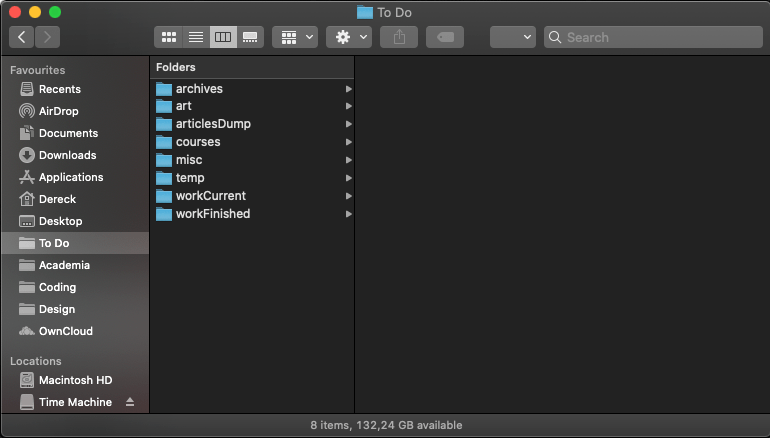 To Do
Search
Favourites
Recents
AirDrop
Documents
Downloads
Applications
Dereck
Desktop
To Do
Academia
Coding
Design
OwnCloud
Locations
Macintosh HD
Time Machine
Folders
archives
art
articlesDump
courses
misc
temp
workCurrent
workFinished
8 items, 132,24 GB available